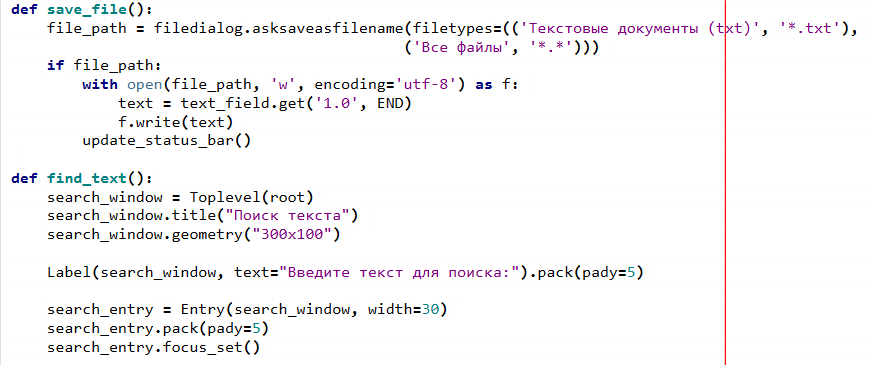 def save_file():
    file_path = filedialog.asksaveasfilename(filetypes=(('Текстовые документы (txt)', '*.txt'),
                                            ('Все файлы', '*.*')))
    if file_path:
        with open(file_path, 'w', encoding='utf-8') as f:
            text = text_field.get('1.0', END)
            f.write(text)
        update_status_bar()

def find_text():
    search_window = Toplevel(root)
    search_window.title("Поиск текста")
    search_window.geometry("300x100")

    Label(search_window, text="Введите текст для поиска:").pack(pady=5)

    search_entry = Entry(search_window, width=30)
    search_entry.pack(pady=5)
    search_entry.focus_set()